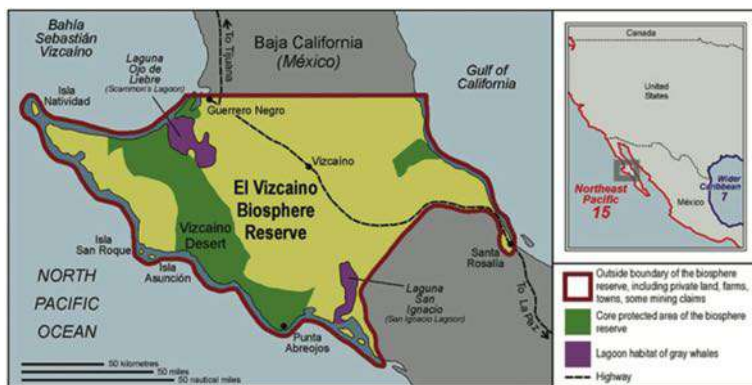 Bahía
Sebastián
Vizcaíno
To Tijuana
Baja California
(México)
Gulf of
California
Laguna
Ojo de
Liebre
(Scammon's Lagoon)
Isla
Natividad
Guerrero Negro
Vizcaíno
El Vizcaino
Biosphere
Reserve
Vizcaino
Desert
Isla
San Roque
Isla
Asunción
Santa
Rosalía
Laguna
San
Ignacio
(San Ignacio Lagoon)
To La Paz
NORTH
PACIFIC
OCEAN
Punta
Abreojos
50 kilometres
50 miles
50 nautical miles
Canada
United
States
Northeast
Pacific
15
México
Wider
Caribbean
7
Outside boundary of the biosphere
reserve, including private land, farms,
towns, some mining claims
Core protected area of the biosphere
reserve
Lagoon habitat of gray whales
Highway